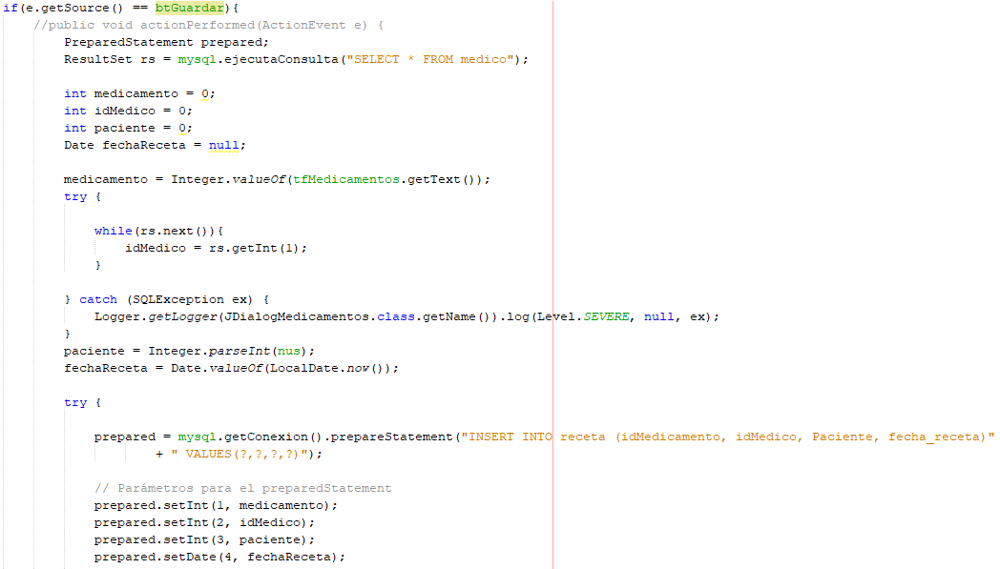 if(e.getSource() == btGuardar){
//public void actionPerformed(ActionEvent e) {
PreparedStatement prepared;
ResultSet rs = mysql.ejecutaConsulta("SELECT * FROM medico");
int medicamento = 0;
int idMedico = 0;
int paciente = 0;
Date fechaReceta = null;
medicamento = Integer.valueOf(tfMedicamentos.getText());
try {
while(rs.next()){
idMedico = rs.getInt(1);
}
} catch (SQLException ex) {
Logger.getLogger(JDialogMedicamentos.class.getName()).log(Level.SEVERE, null, ex);
}
paciente = Integer.parseInt(nus);
fechaReceta = Date.valueOf(LocalDate.now());
try {
prepared = mysql.getConexion().prepareStatement("INSERT INTO receta (idMedicamento, idMedico, Paciente, fecha_receta)"
+ " VALUES(?,?,?,?)");
// Parámetros para el preparedStatement
prepared.setInt(1, medicamento);
prepared.setInt(2, idMedico);
prepared.setInt(3, paciente);
prepared.setDate(4, fechaReceta);